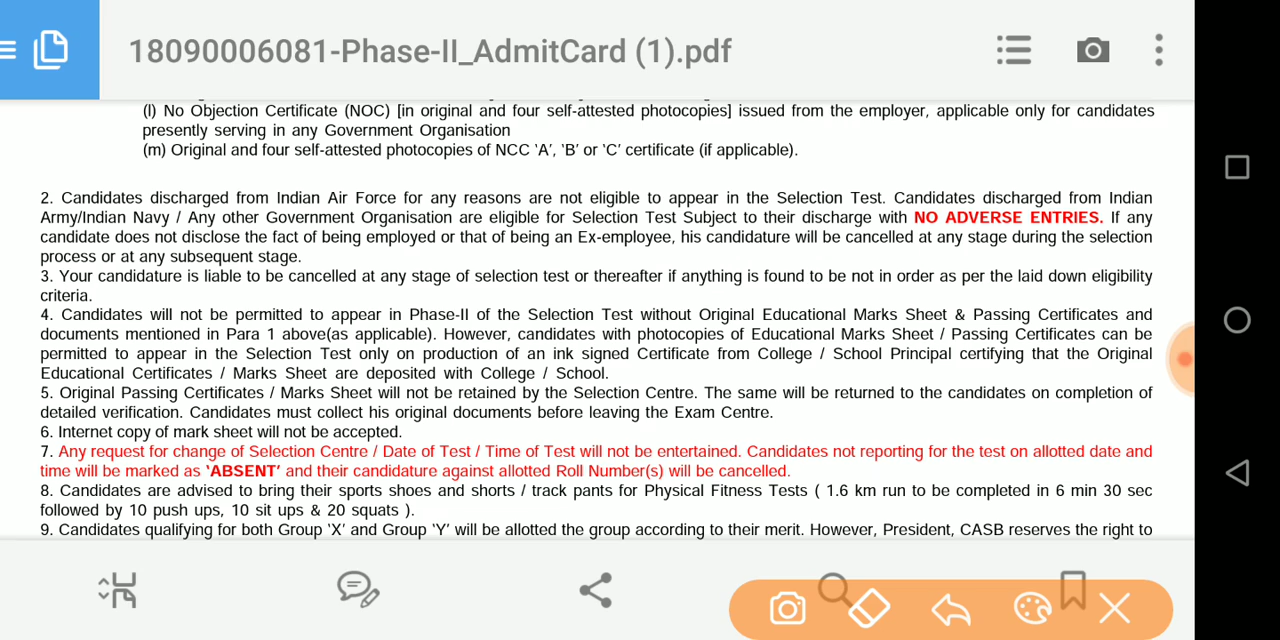 18090006081-Phase-II_AdmitCard (1).pdf
(l) No Objection Certificate (NOC) [in original and four self-attested photocopies] issued from the employer, applicable only for candidates
presently serving in any Government Organisation
(m) Original and four self-attested photocopies of NCC 'A', 'B' or 'C' certificate (if applicable).
2. Candidates discharged from Indian Air Force for any reasons are not eligible to appear in the Selection Test. Candidates discharged from Indian
Army/Indian Navy / Any other Government Organisation are eligible for Selection Test Subject to their discharge with NO ADVERSE ENTRIES. If any
candidate does not disclose the fact of being employed or that of being an Ex-employee, his candidature will be cancelled at any stage during the selection
process or at any subsequent stage.
3. Your candidature is liable to be cancelled at any stage of selection test or thereafter if anything is found to be not in order as per the laid down eligibility
criteria.
4. Candidates will not be permitted to appear in Phase-II of the Selection Test without Original Educational Marks Sheet & Passing Certificates and
documents mentioned in Para 1 above(as applicable). However, candidates with photocopies of Educational Marks Sheet / Passing Certificates can be
permitted to appear in the Selection Test only on production of an ink signed Certificate from College / School Principal certifying that the Original
Educational Certificates / Marks Sheet are deposited with College / School.
5. Original Passing Certificates / Marks Sheet will not be retained by the Selection Centre. The same will be returned to the candidates on completion of
detailed verification. Candidates must collect his original documents before leaving the Exam Centre.
6. Internet copy of mark sheet will not be accepted.
7. Any request for change of Selection Centre / Date of Test / Time of Test will not be entertained. Candidates not reporting for the test on allotted date and
time will be marked as 'ABSENT' and their candidature against allotted Roll Number(s) will be cancelled.
8. Candidates are advised to bring their sports shoes and shorts / track pants for Physical Fitness Tests ( 1.6 km run to be completed in 6 min 30 sec
followed by 10 push ups, 10 sit ups & 20 squats ).
9. Candidates qualifying for both Group 'X' and Group 'Y' will be allotted the group according to their merit. However, President, CASB reserves the right to